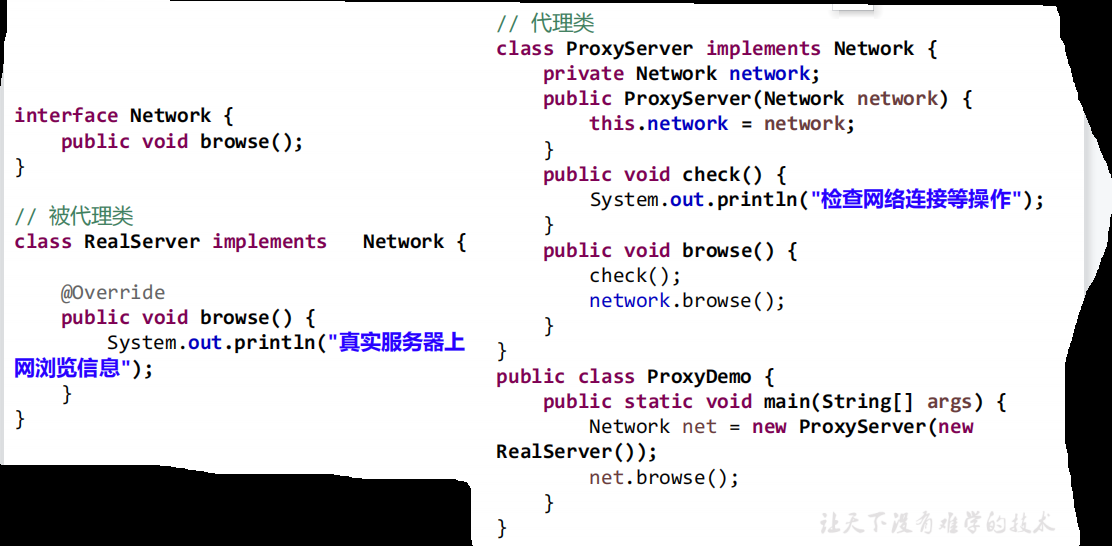 interface Network {
public void browse();
}
// 被代理类
class RealServer implements Network {
@Override
public void browse() {
System.out.println("真实服务器上
网浏览信息");
}
}
// 代理类
class ProxyServer implements Network {
private Network network;
public ProxyServer(Network network) {
this.network = network;
}
public void check() {
System.out.println("检查网络连接等操作");
}
public void browse() {
check();
network.browse();
}
}
public class ProxyDemo {
public static void main(String[] args) {
Network net = new ProxyServer(new
RealServer());
net.browse();
}
}
让天下没有难学的技术